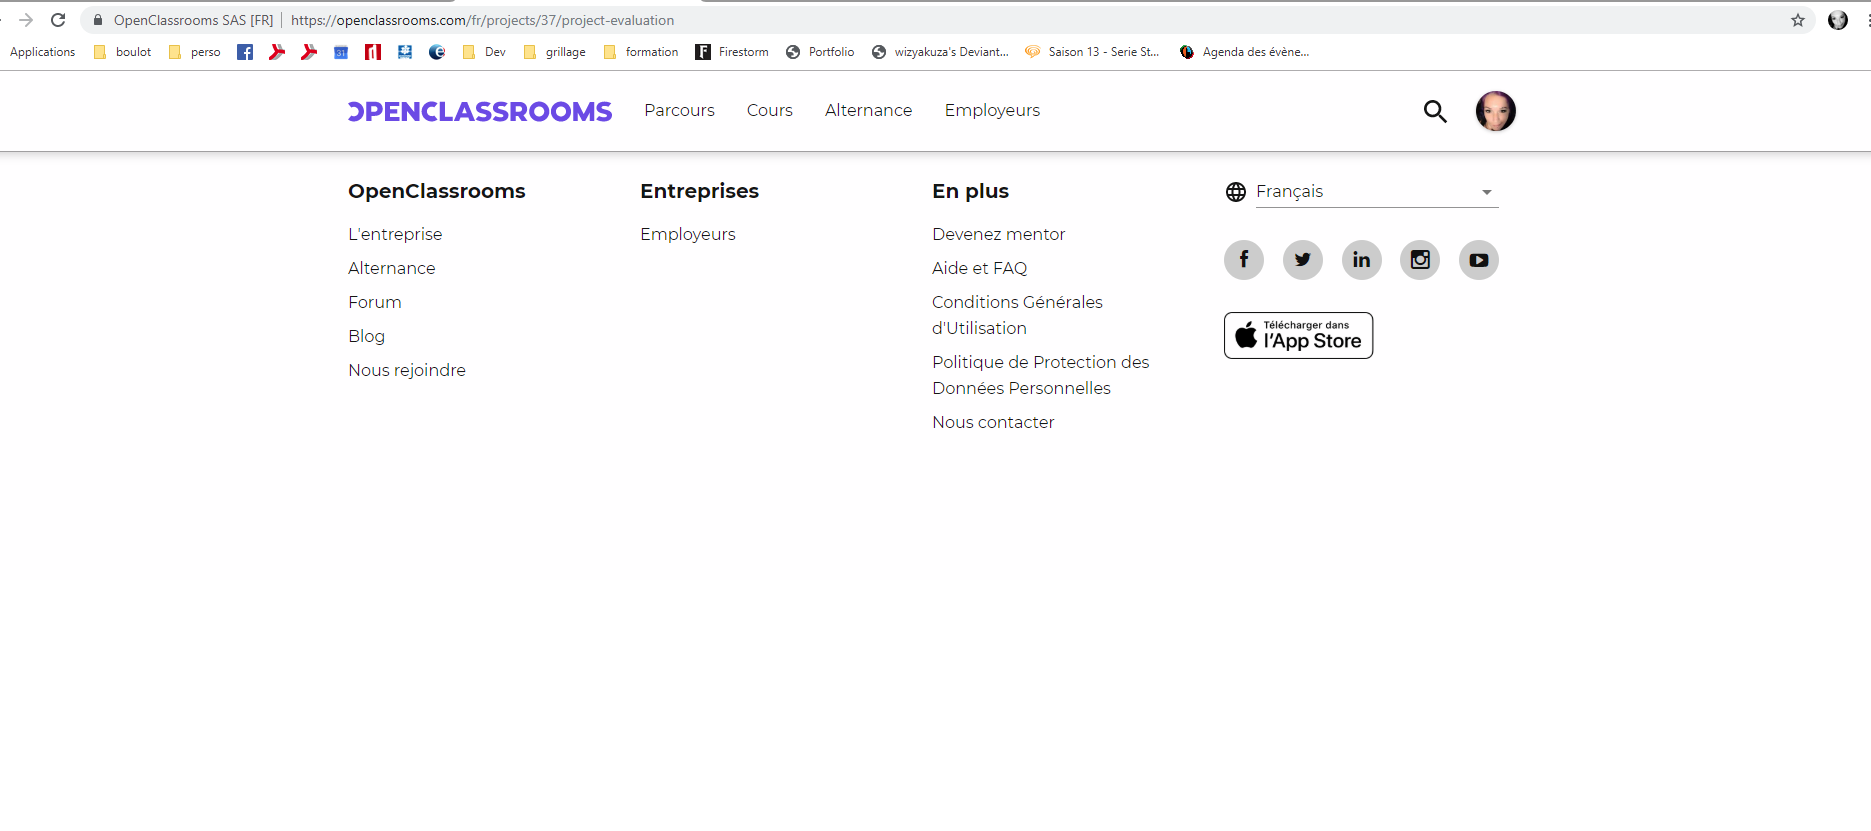 OpenClassrooms SAS [FR] | https://openclassrooms.com/fr/projects/37/project-evaluation
Applications boulot perso 31 Dev grillage formation Firestorm Portfolio wizyakuza's Deviant... Saison 13 - Serie St... Agenda des évène...
OPENCLASSROOMS Parcours Cours Alternance Employeurs
OpenClassrooms
L'entreprise
Alternance
Forum
Blog
Nous rejoindre
Entreprises
Employeurs
En plus
Devenez mentor
Aide et FAQ
Conditions Générales
d'Utilisation
Politique de Protection des
Données Personnelles
Nous contacter
Français
Télécharger dans
l'App Store